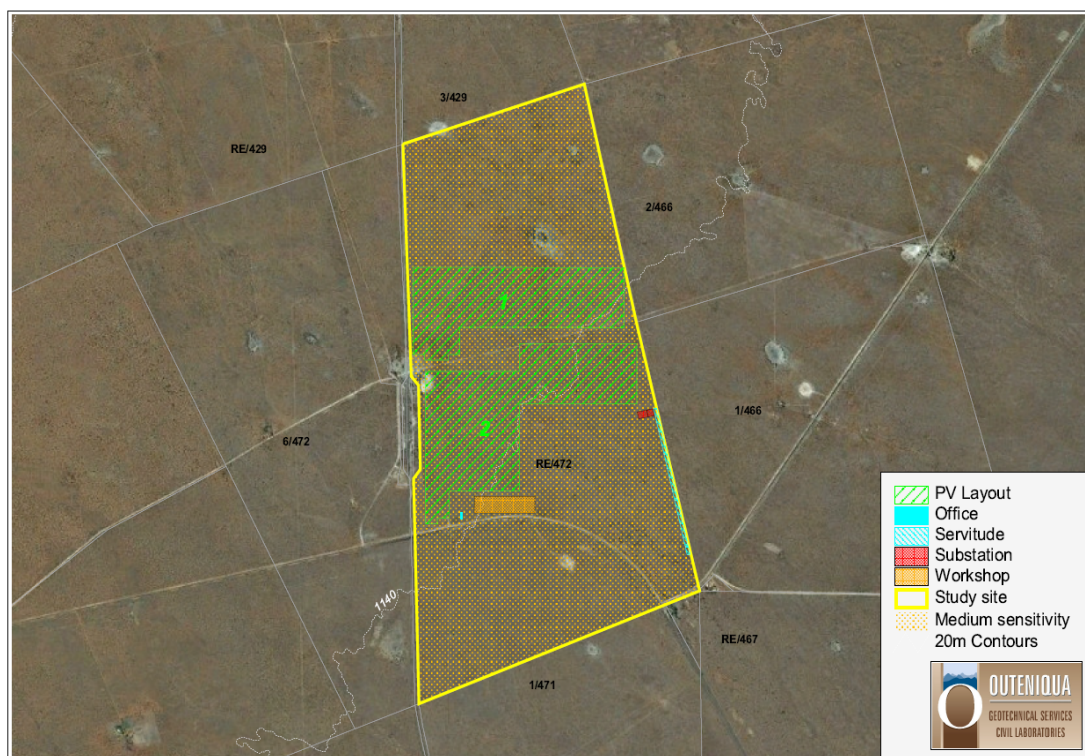 3/429
RE/429
2/466
1
1/466
2
6/472
RE/472
1140
RE/467
1/471
PV Layout
Office
Servitude
Substation
Workshop
Study site
Medium sensitivity
20m Contours
O
OUTENIQUA
GEOTECHNICAL SERVICES
CIVIL LABORATORIES